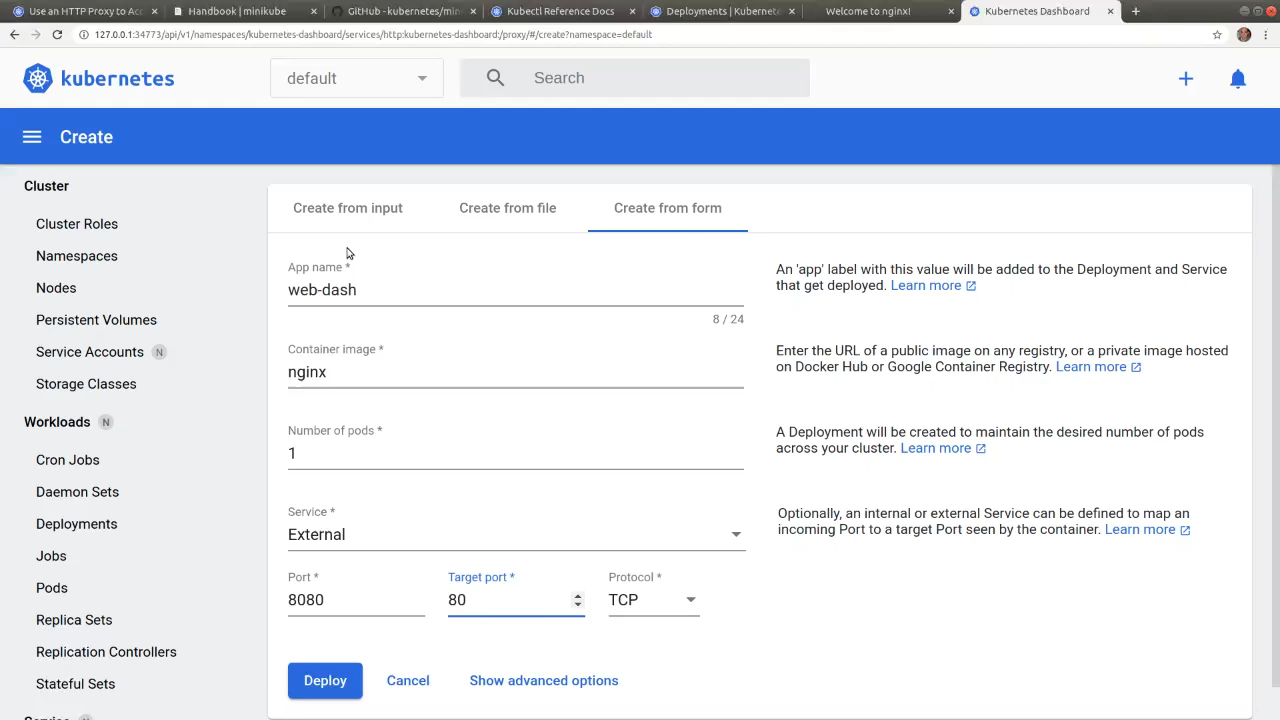 Use an HTTP Proxy to Acc
Handbook | minikube
GitHub - kubernetes/min
Kubectl Reference Docs
Deployments | Kubernete
Welcome to nginx!
Kubernetes Dashboard
127.0.0.1:34773/api/v1/namespaces/kubernetes-dashboard/services/http:kubernetes-dashboard:/proxy/#/create?namespace=default
kubernetes
default
Search
Create
Cluster
Cluster Roles
Namespaces
Nodes
Persistent Volumes
Service Accounts N
Storage Classes
Workloads N
Cron Jobs
Daemon Sets
Deployments
Jobs
Pods
Replica Sets
Replication Controllers
Stateful Sets
Service N
Create from input
Create from file
Create from form
App name *
web-dash
8 / 24
An 'app' label with this value will be added to the Deployment and Service
that get deployed. Learn more
Container image *
nginx
Enter the URL of a public image on any registry, or a private image hosted
on Docker Hub or Google Container Registry. Learn more
Number of pods *
1
A Deployment will be created to maintain the desired number of pods
across your cluster. Learn more
Service *
External
Optionally, an internal or external Service can be defined to map an
incoming Port to a target Port seen by the container. Learn more
Port *
8080
Target port *
80
Protocol *
TCP
Deploy
Cancel
Show advanced options